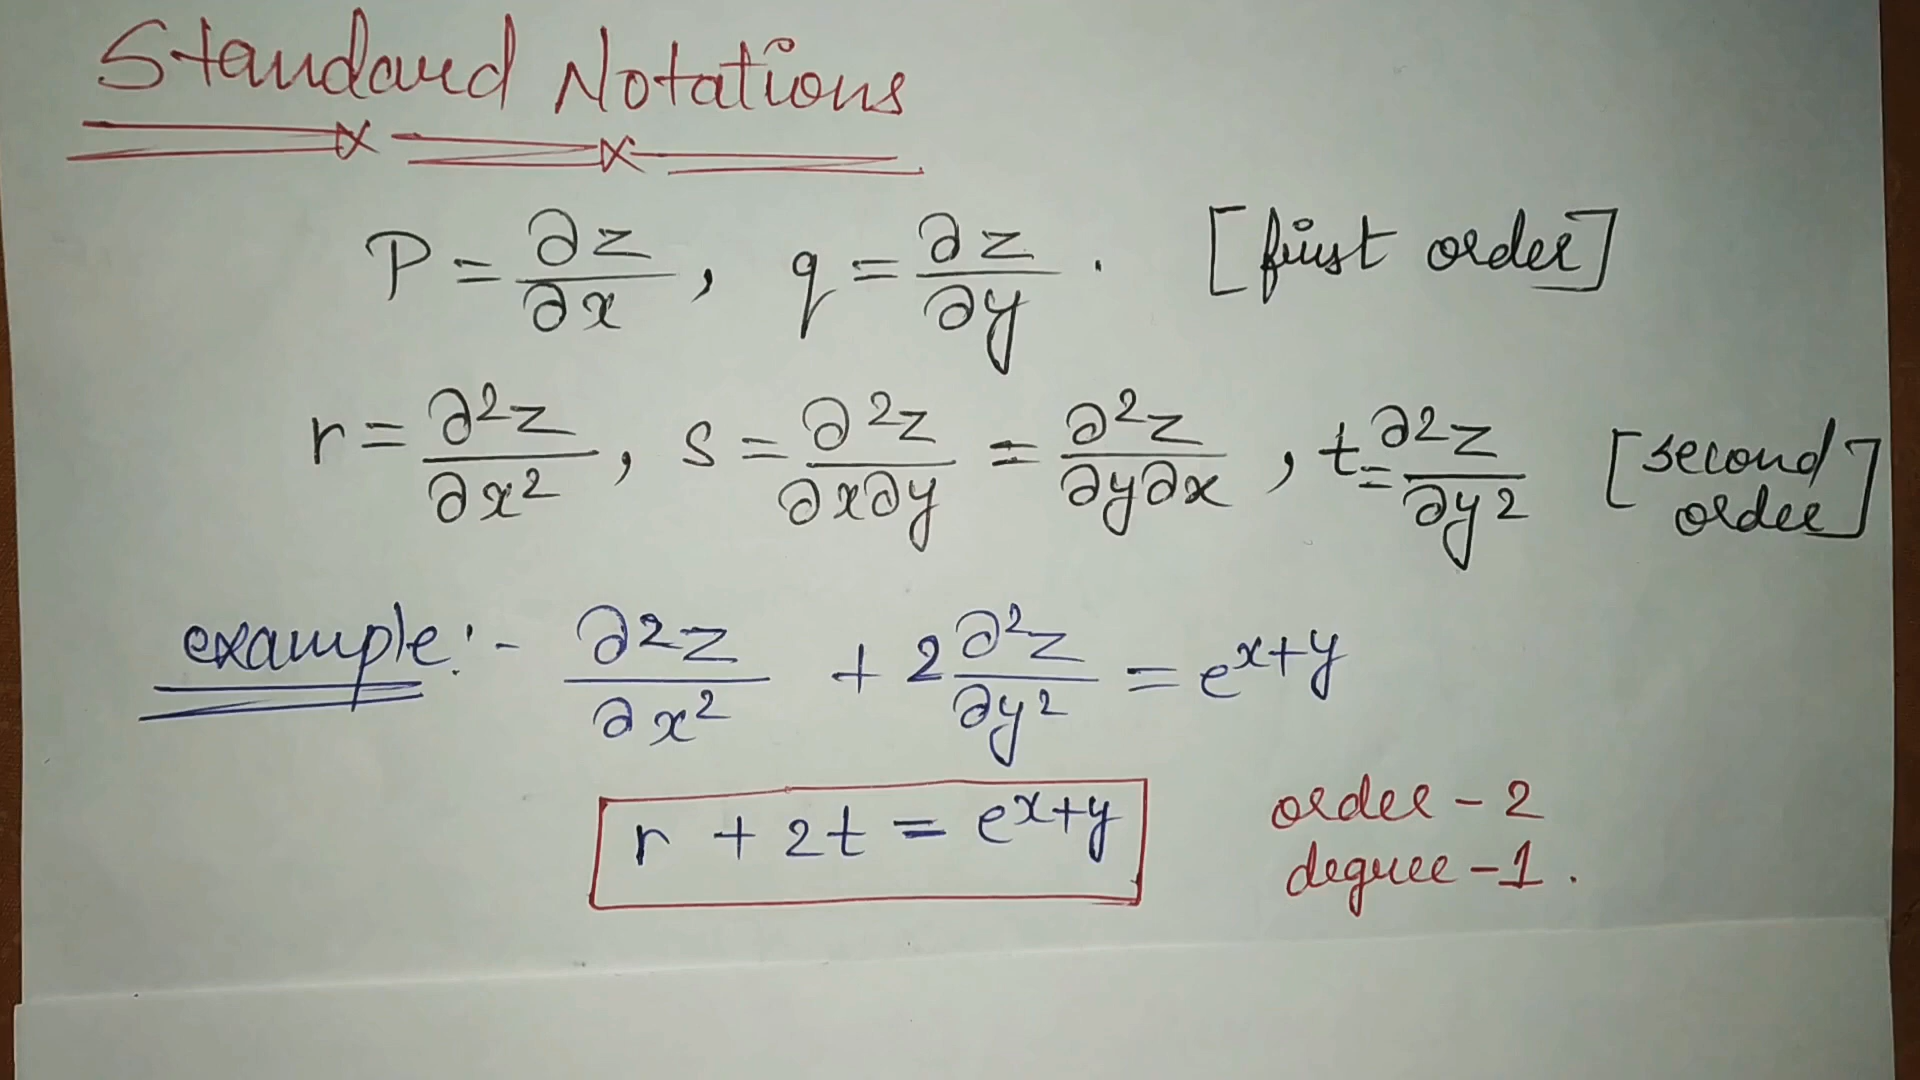 Standard Notations
P = ∂z/∂x , q = ∂z/∂y . [first order]
r = ∂²z/∂x² , s = ∂²z/∂x∂y = ∂²z/∂y∂x , t = ∂²z/∂y² [second order]
example:- ∂²z/∂x² + 2 ∂²z/∂y² = e^(x+y)
r + 2t = e^(x+y)
order - 2
degree - 1 .